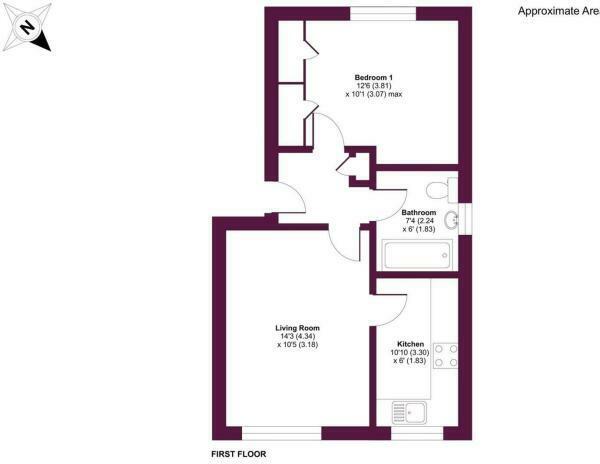 N
Approximate Are
Bedroom 1
12'6 (3.81)
x 10'1 (3.07) max
Bathroom
7'4 (2.24
x 6' (1.83)
Living Room
14'3 (4.34)
x 10'5 (3.18)
Kitchen
10'10 (3.30)
x 6' (1.83)
FIRST FLOOR